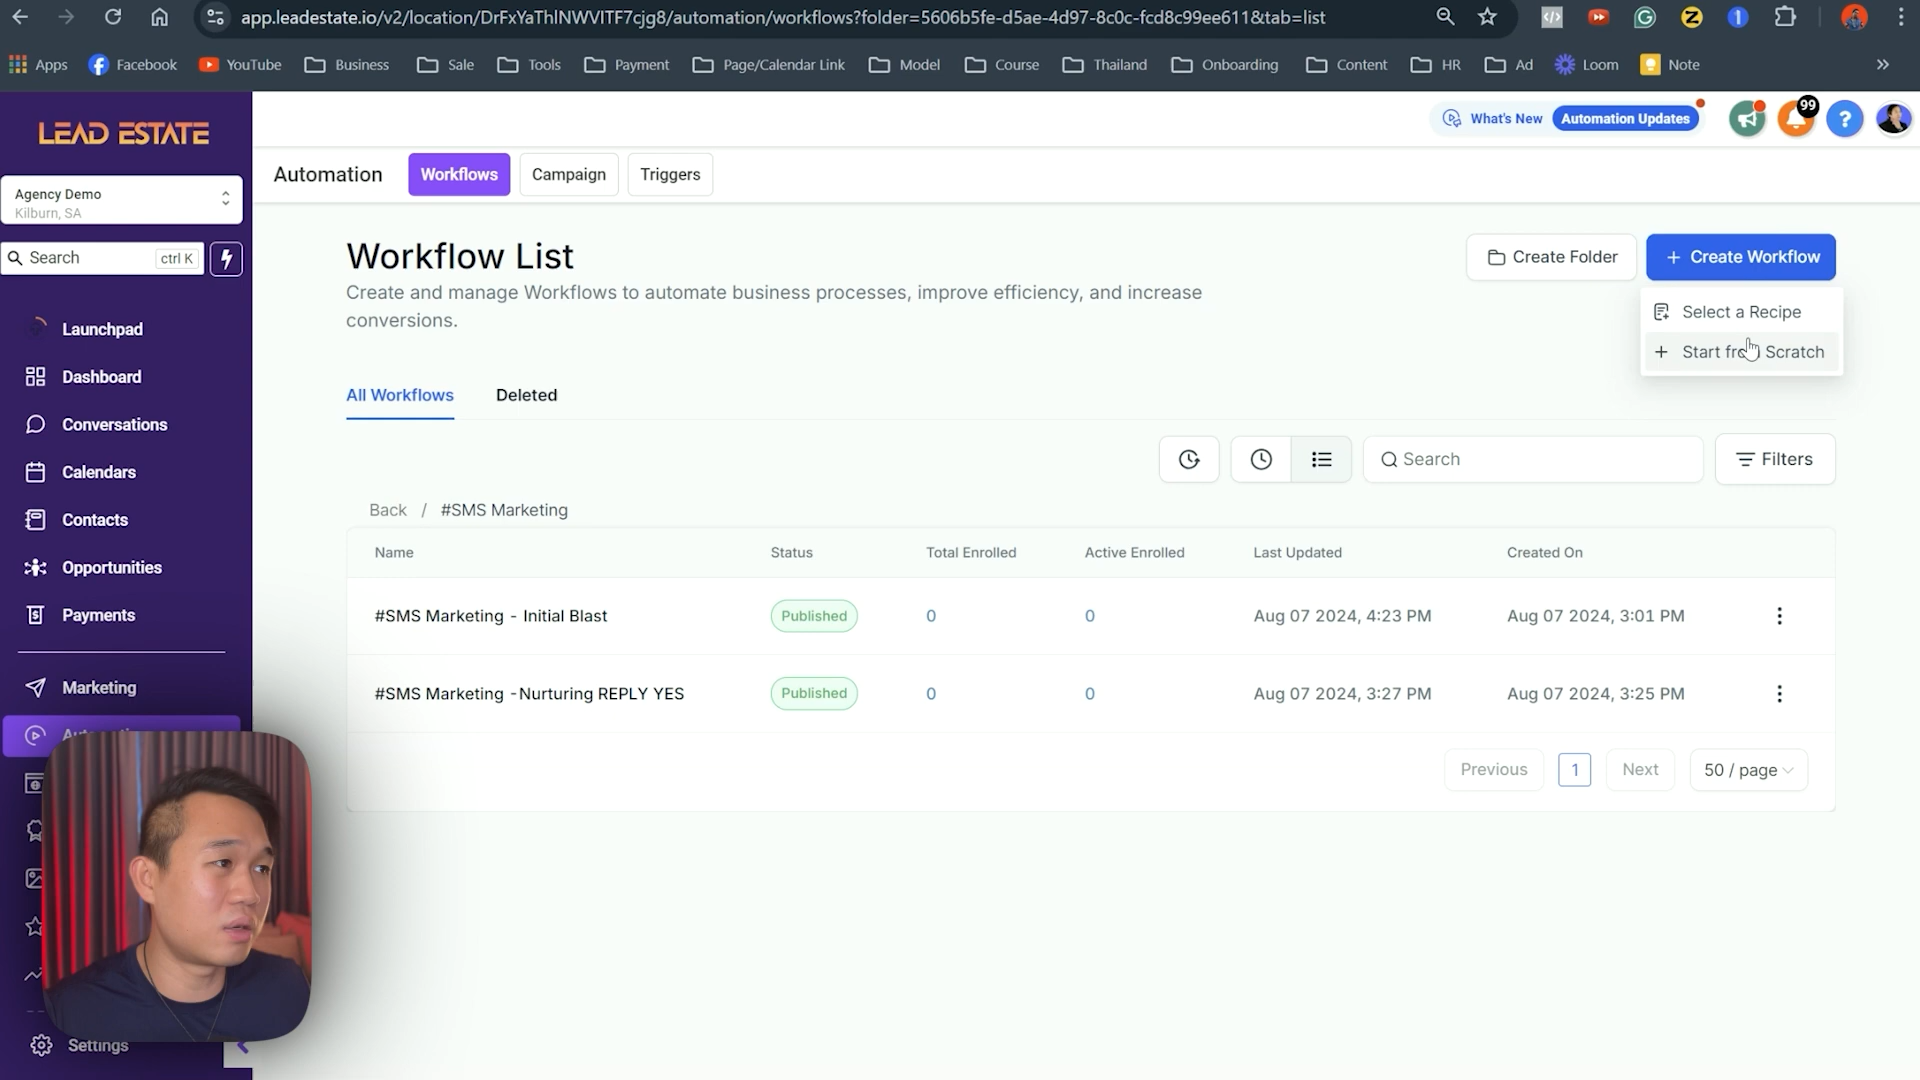 app.leadestate.io/v2/location/DrFxYaThlNWVlTF7cjg8/automation/workflows?folder=5606b5fe-d5ae-4d97-8c0c-fcd8c99ee611&tab=list
Apps
Facebook
YouTube
Business
Sale
Tools
Payment
Page/Calendar Link
Model
Course
Thailand
Onboarding
Content
HR
Ad
Loom
Note
LEAD ESTATE
What's New
Automation Updates
99
?
Agency Demo
Kilburn, SA
Automation
Workflows
Campaign
Triggers
Search
ctrl K
Workflow List
Create and manage Workflows to automate business processes, improve efficiency, and increase
conversions.
Create Folder
+ Create Workflow
Select a Recipe
+ Start from Scratch
Launchpad
Dashboard
Conversations
Calendars
Contacts
Opportunities
Payments
Marketing
Settings
All Workflows
Deleted
Search
Filters
Back / #SMS Marketing
Name
Status
Total Enrolled
Active Enrolled
Last Updated
Created On
#SMS Marketing - Initial Blast
Published
0
0
Aug 07 2024, 4:23 PM
Aug 07 2024, 3:01 PM
#SMS Marketing -Nurturing REPLY YES
Published
0
0
Aug 07 2024, 3:27 PM
Aug 07 2024, 3:25 PM
Previous
1
Next
50 / page